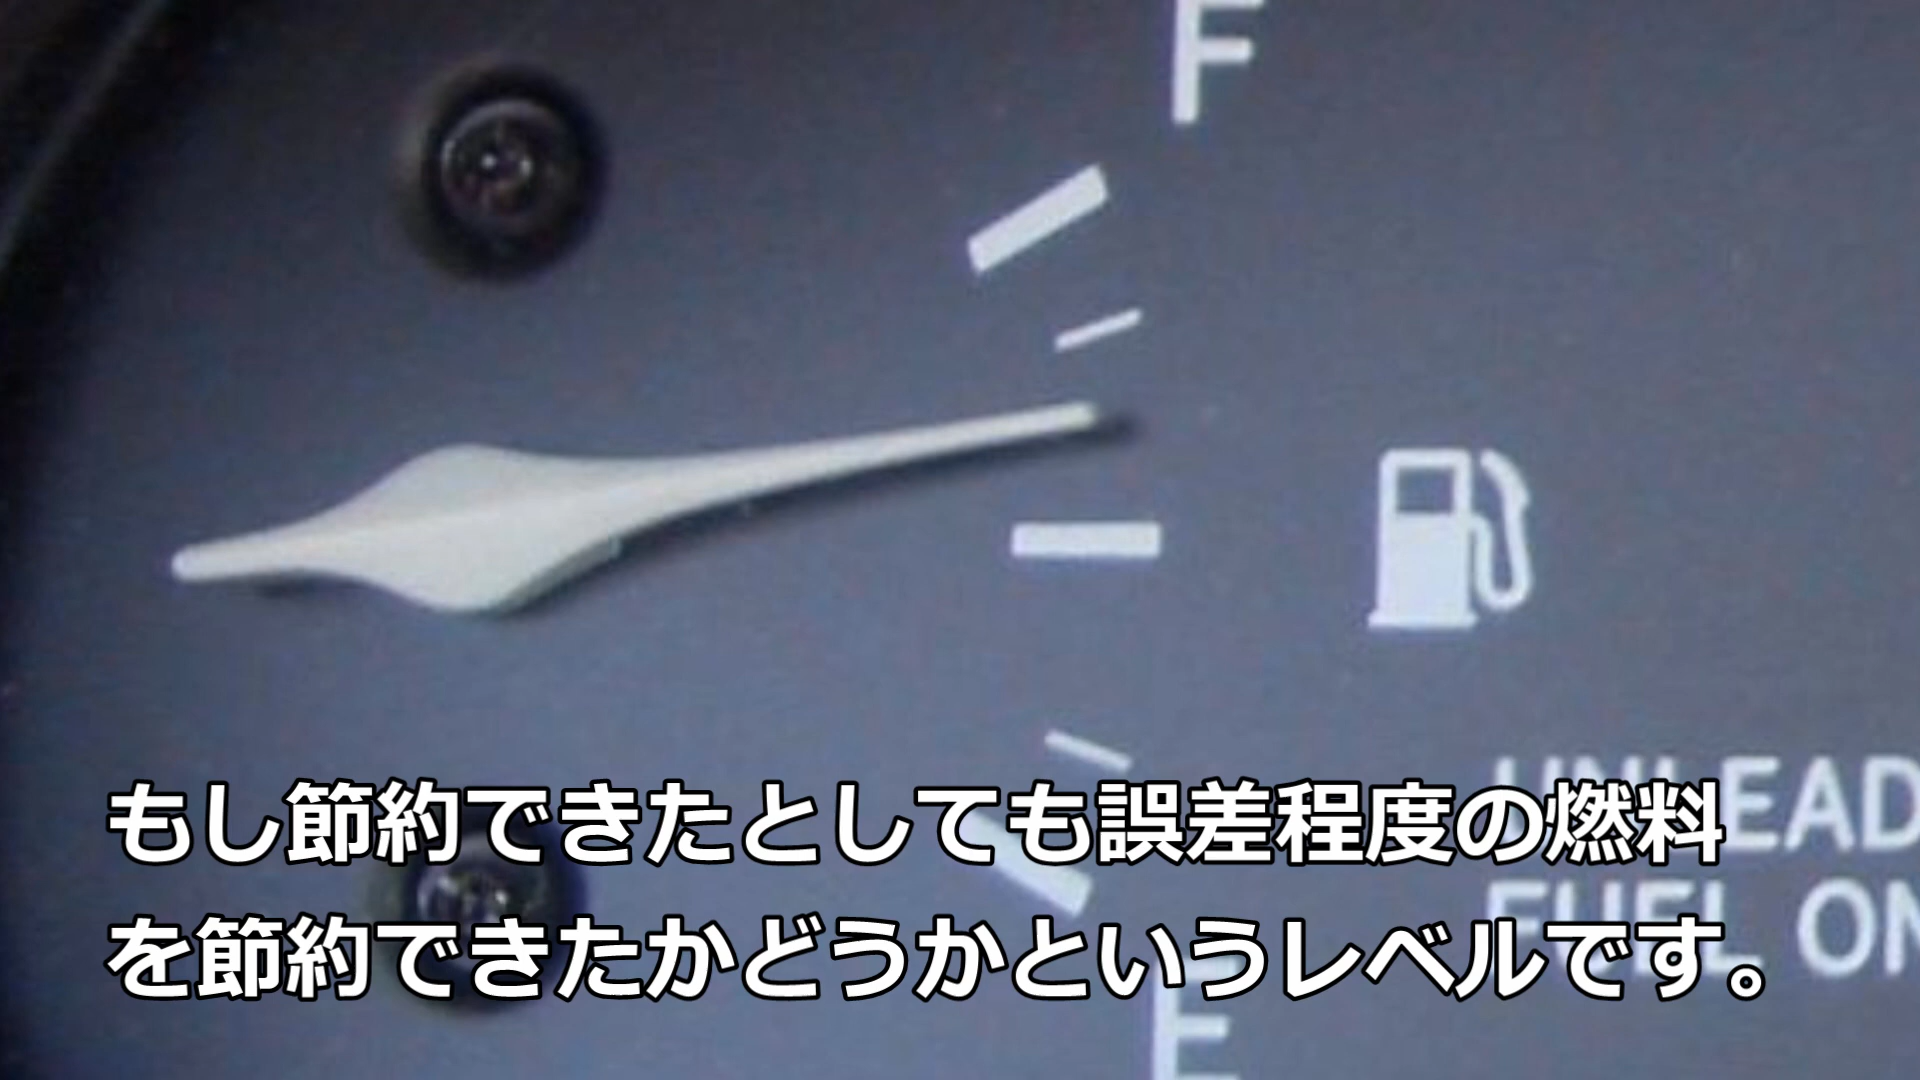 F
もし節約できたとしても誤差程度の燃料
を節約できたかどうかというレベルです。
UNLEAD
FUEL ON
E